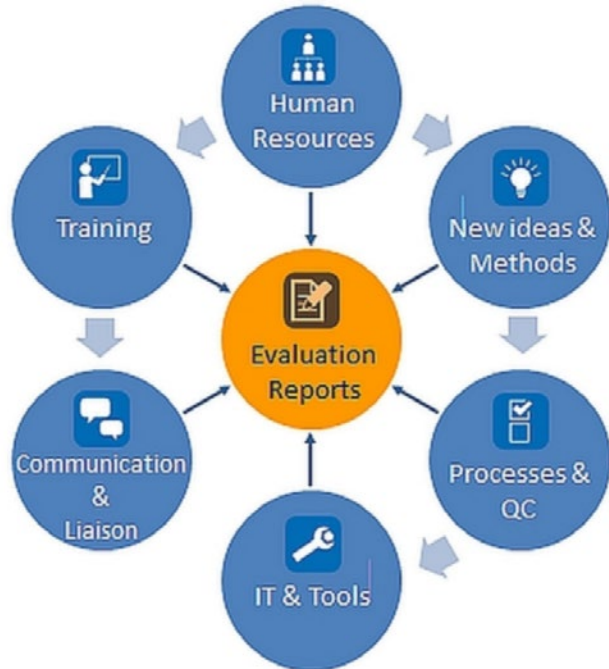 Human
Resources
Training
New ideas &
Methods
Evaluation
Reports
Communication
&
Liaison
Processes &
QC
IT & Tools